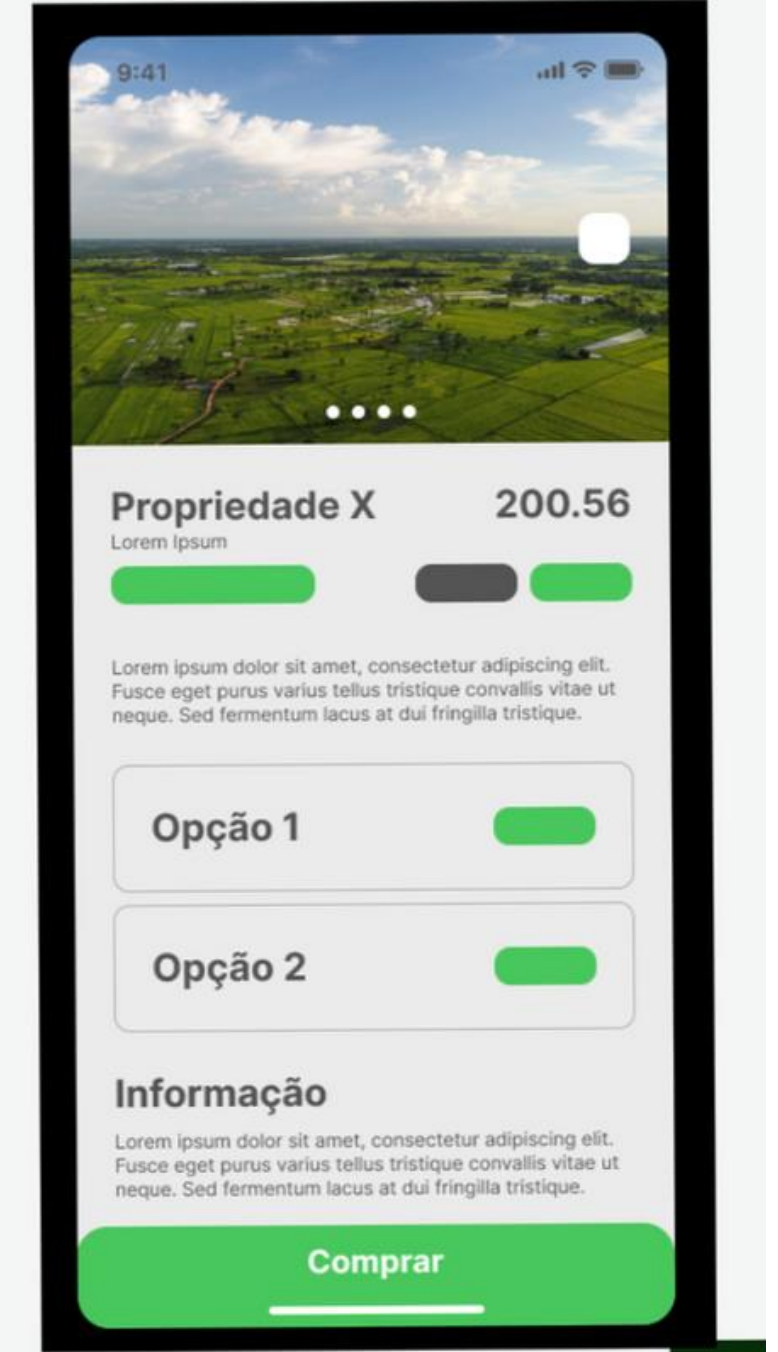 9:41
Propriedade X 200.56
Lorem Ipsum
Lorem ipsum dolor sit amet, consectetur adipiscing elit.
Fusce eget purus varius tellus tristique convallis vitae ut
neque. Sed fermentum lacus at dui fringilla tristique.
Opção 1
Opção 2
Informação
Lorem ipsum dolor sit amet, consectetur adipiscing elit.
Fusce eget purus varius tellus tristique convallis vitae ut
neque. Sed fermentum lacus at dui fringilla tristique.
Comprar